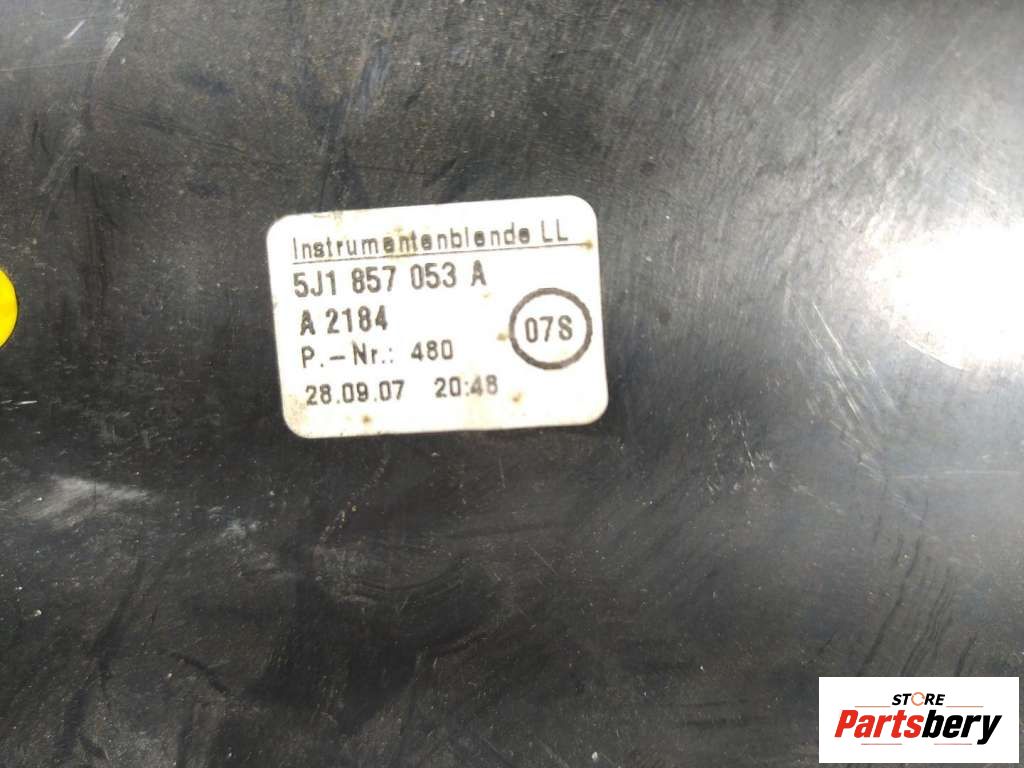 Instrumentenblende LL
5J1 857 053 A
A 2184
07S
P.-Nr.: 480
28.09.07 20:48
STORE
Partsbery